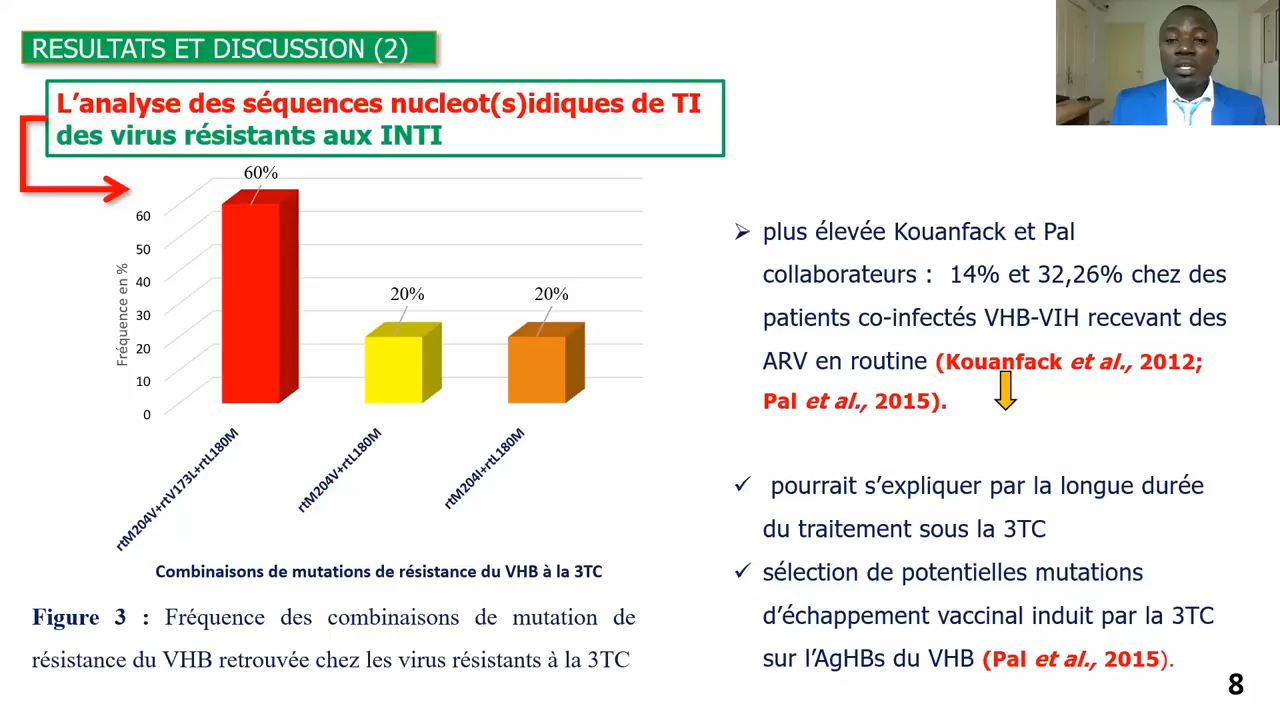 RESULTATS ET DISCUSSION (2)
L’analyse des séquences nucleot(s)idiques de TI
des virus résistants aux INTI
60%
20%
20%
60
50
40
30
20
10
0
Fréquence en %
rtM204V+rtV173L+rtL180M
rtM204V+rtL180M
rtM204I+rtL180M
Combinaisons de mutations de résistance du VHB à la 3TC
Figure 3 : Fréquence des combinaisons de mutation de
résistance du VHB retrouvée chez les virus résistants à la 3TC
plus élevée Kouanfack et Pal
collaborateurs : 14% et 32,26% chez des
patients co-infectés VHB-VIH recevant des
ARV en routine (Kouanfack et al., 2012;
Pal et al., 2015).
pourrait s’expliquer par la longue durée
du traitement sous la 3TC
sélection de potentielles mutations
d’échappement vaccinal induit par la 3TC
sur l’AgHBs du VHB (Pal et al., 2015).
8